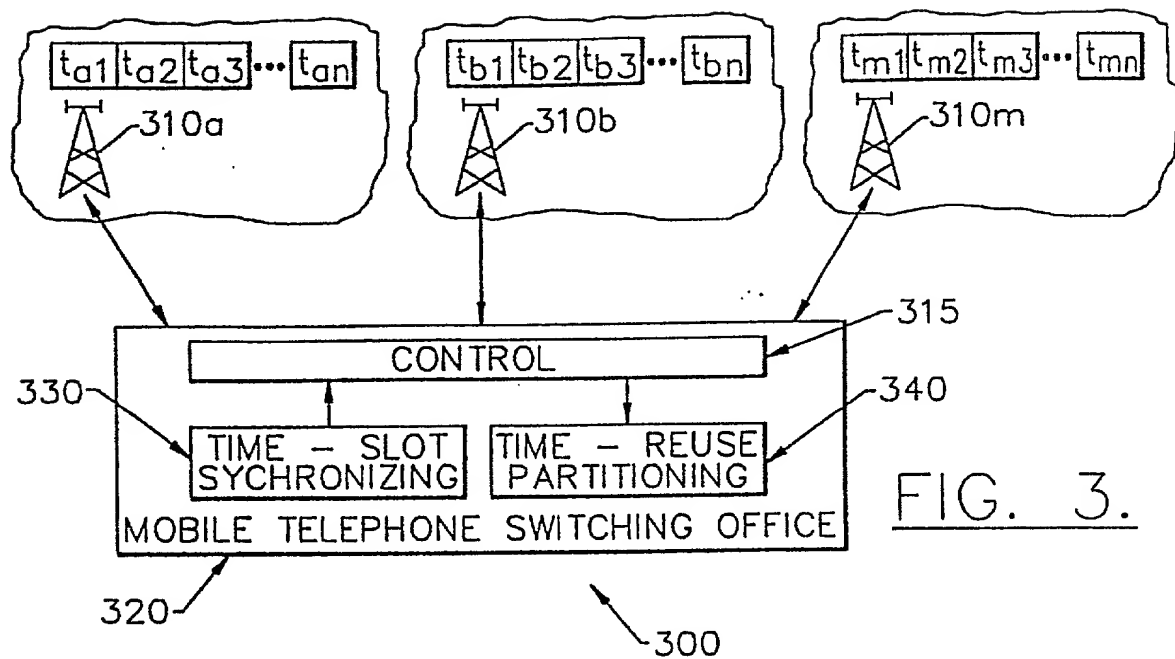 ta1 ta2 ta3 ••• tan
tb1 tb2 tb3 ••• tbn
tm1 tm2 tm3 ••• tmn
310a
310b
310m
315
CONTROL
330
340
TIME – SLOT
SYCHRONIZING
TIME – REUSE
PARTITIONING
MOBILE TELEPHONE SWITCHING OFFICE
FIG. 3.
320
300